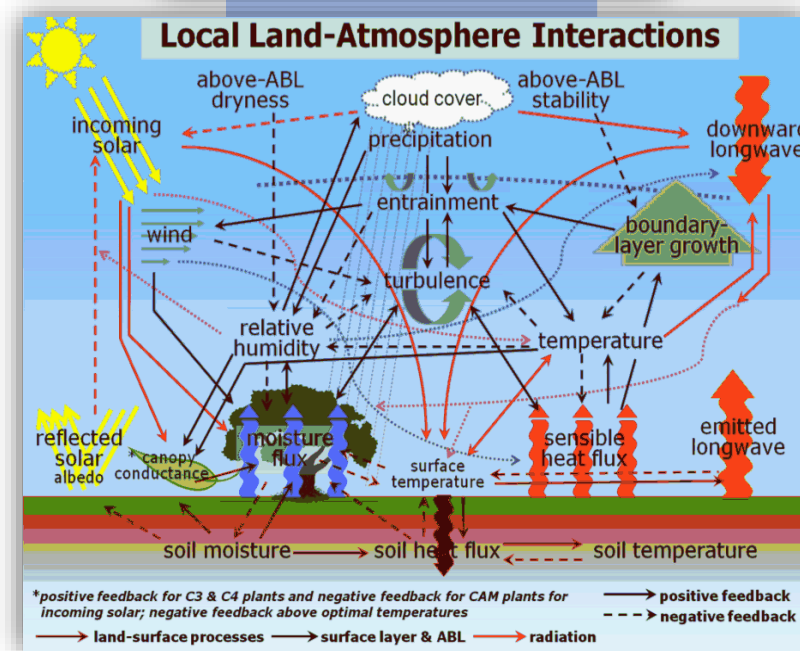 Local Land-Atmosphere Interactions
above-ABL
dryness
cloud cover
above-ABL
stability
incoming
solar
precipitation
downward
longwave
entrainment
wind
boundary-
layer growth
turbulence
relative
humidity
temperature
reflected
solar
albedo
*canopy
conductance
moisture
flux
surface
temperature
sensible
heat flux
emitted
longwave
soil moisture
soil heat flux
soil temperature
*positive feedback for C3 & C4 plants and negative feedback for CAM plants for
incoming solar; negative feedback above optimal temperatures
positive feedback
negative feedback
land-surface processes
surface layer & ABL
radiation